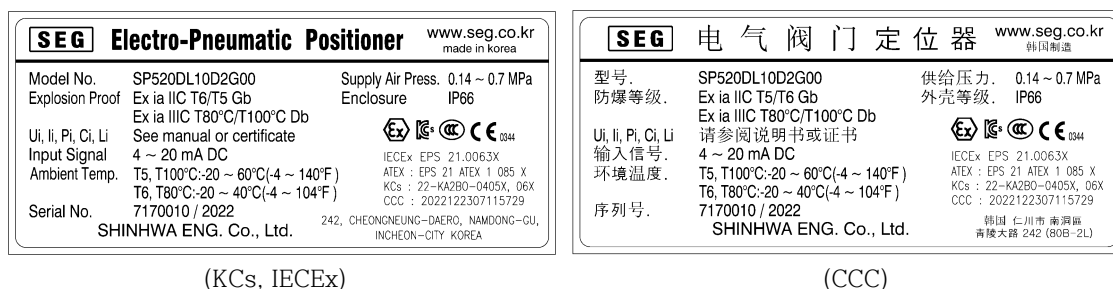 SEG Electro-Pneumatic Positioner www.seg.co.kr
made in korea
Model No. SP520DL10D2G00 Supply Air Press. 0.14 ~ 0.7 MPa
Explosion Proof Ex ia IIC T6/T5 Gb Enclosure IP66
Ex ia IIIC T80°C/T100°C Db
Ui, Ii, Pi, Ci, Li See manual or certificate
Ex KCs CCC CE 0344
Input Signal 4 ~ 20 mA DC
IECEx EPS 21.0063X
Ambient Temp. T5, T100°C:-20 ~ 60°C(-4 ~ 140°F)
ATEX : EPS 21 ATEX 1 085 X
T6, T80°C:-20 ~ 40°C(-4 ~ 104°F)
KCs : 22-KA2B0-0405X, 06X
CCC : 2022122307115729
Serial No. 7170010 / 2022
242, CHEONGNEUNG-DAERO, NAMDONG-GU,
INCHEON-CITY KOREA
SHINHWA ENG. Co., Ltd.
(KCs, IECEx)
SEG 电气阀门定位器 www.seg.co.kr
韩国制造
型号. SP520DL10D2G00 供给压力. 0.14 ~ 0.7 MPa
防爆等级. Ex ia IIC T5/T6 Gb 外壳等级. IP66
Ex ia IIIC T80°C/T100°C Db
Ui, Ii, Pi, Ci, Li 请参阅说明书或证书
Ex KCs CCC CE 0344
输入信号. 4 ~ 20 mA DC
IECEx EPS 21.0063X
环境温度. T5, T100°C:-20 ~ 60°C(-4 ~ 140°F)
ATEX : EPS 21 ATEX 1 085 X
T6, T80°C:-20 ~ 40°C(-4 ~ 104°F)
KCs : 22-KA2B0-0405X, 06X
CCC : 2022122307115729
序列号. 7170010 / 2022
韩国 仁川市 南洞區
青陵大路 242 (80B-2L)
SHINHWA ENG. Co., Ltd.
(CCC)